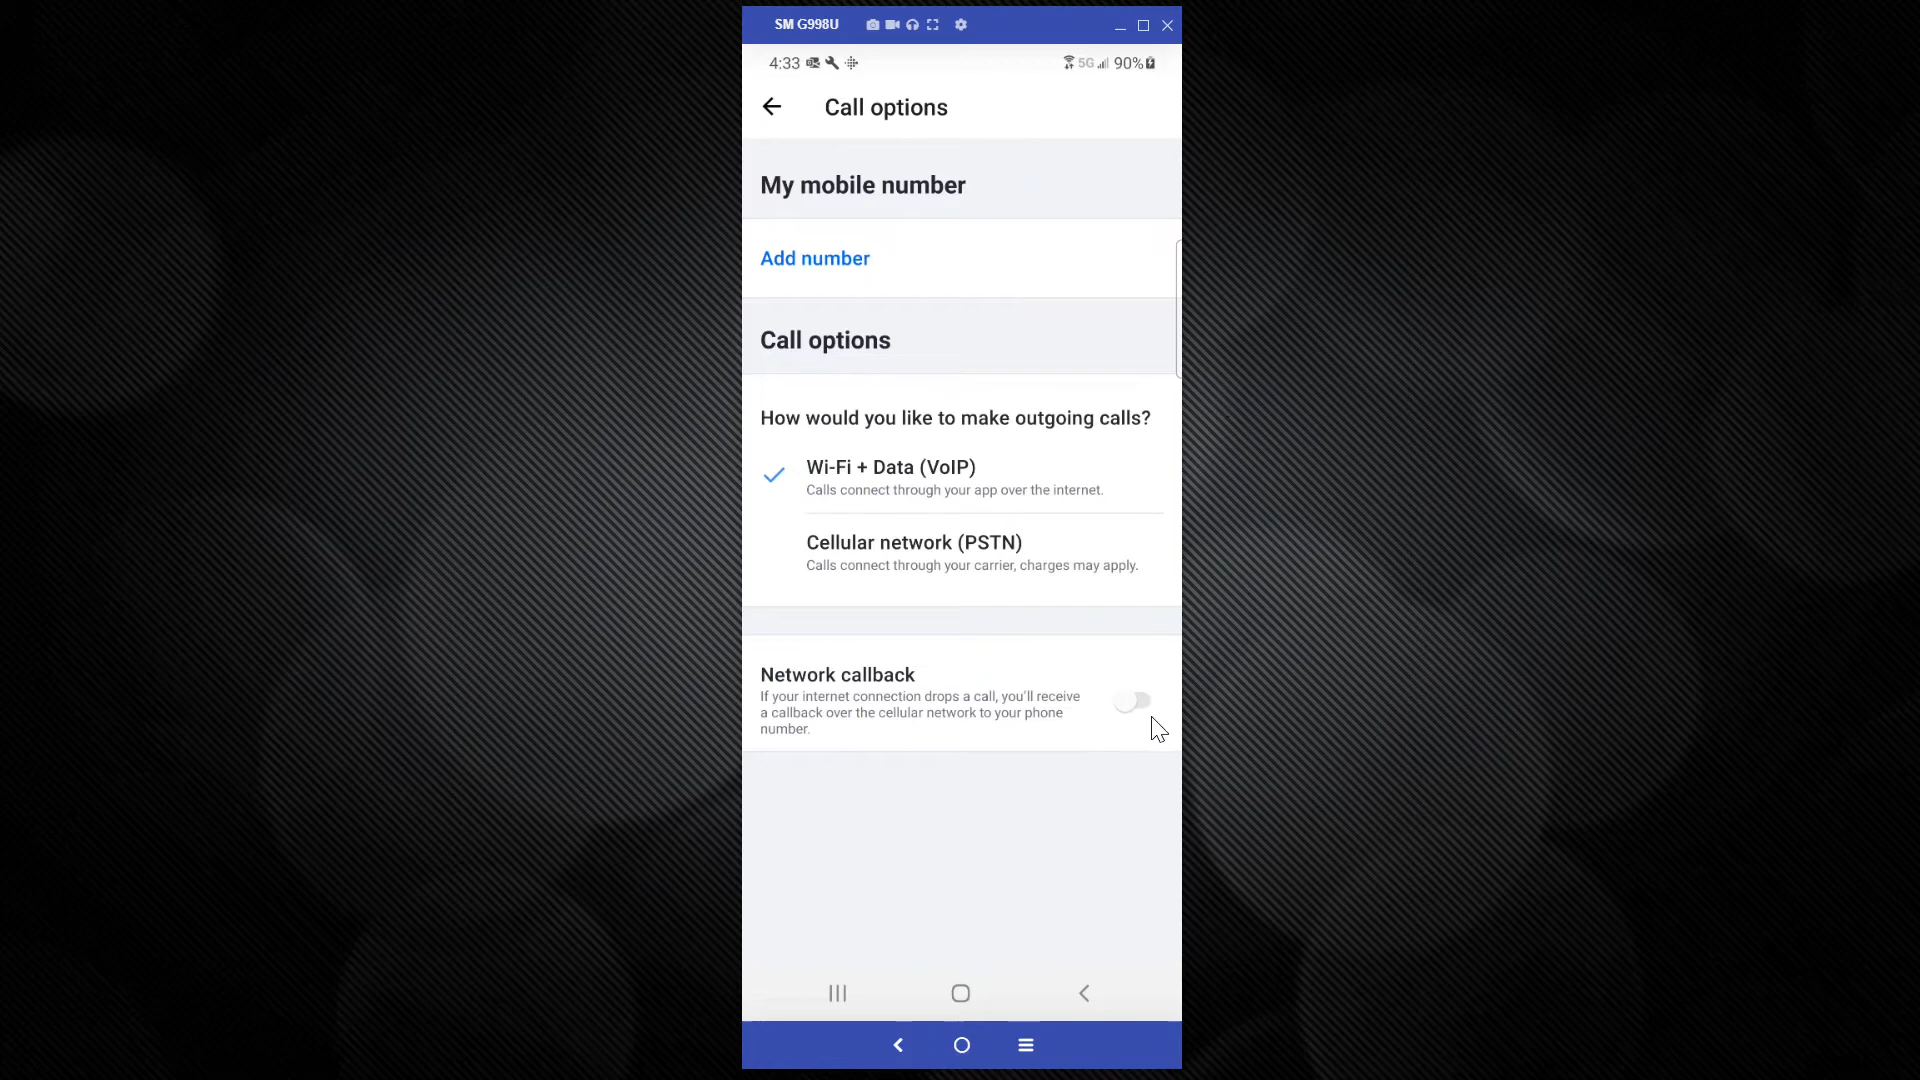 SM G998U
4:33
5G 90%
Call options
My mobile number
Add number
Call options
How would you like to make outgoing calls?
Wi-Fi + Data (VoIP)
Calls connect through your app over the internet.
Cellular network (PSTN)
Calls connect through your carrier, charges may apply.
Network callback
If your internet connection drops a call, you'll receive
a callback over the cellular network to your phone
number.